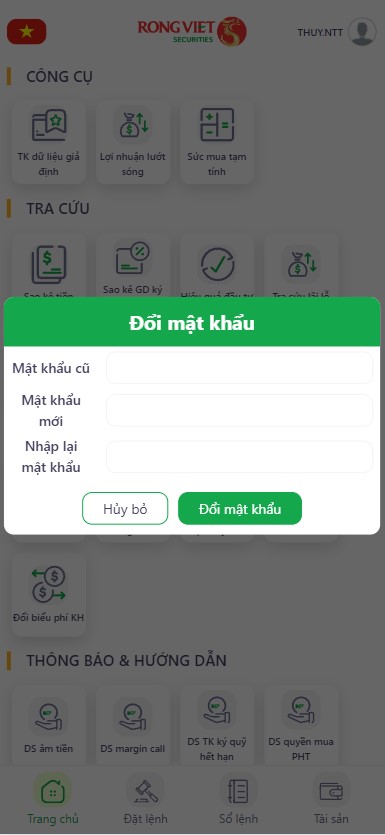 RONG VIET
SECURITIES
THUY.NTT
CÔNG CỤ
TK dữ liệu giả
định
Lợi nhuận lướt
sóng
Sức mua tạm
tính
TRA CỨU
Sao kê tiền
Sao kê GD ký
Hiệu quả đầu tư
Tra cứu lãi lỗ
Đổi mật khẩu
Mật khẩu cũ
Mật khẩu
mới
Nhập lại
mật khẩu
Hủy bỏ
Đổi mật khẩu
Đổi biểu phí KH
THÔNG BÁO & HƯỚNG DẪN
DS âm tiền
DS margin call
DS TK ký quỹ
hết hạn
DS quyền mua
PHT
Trang chủ
Đặt lệnh
Sổ lệnh
Tài sản